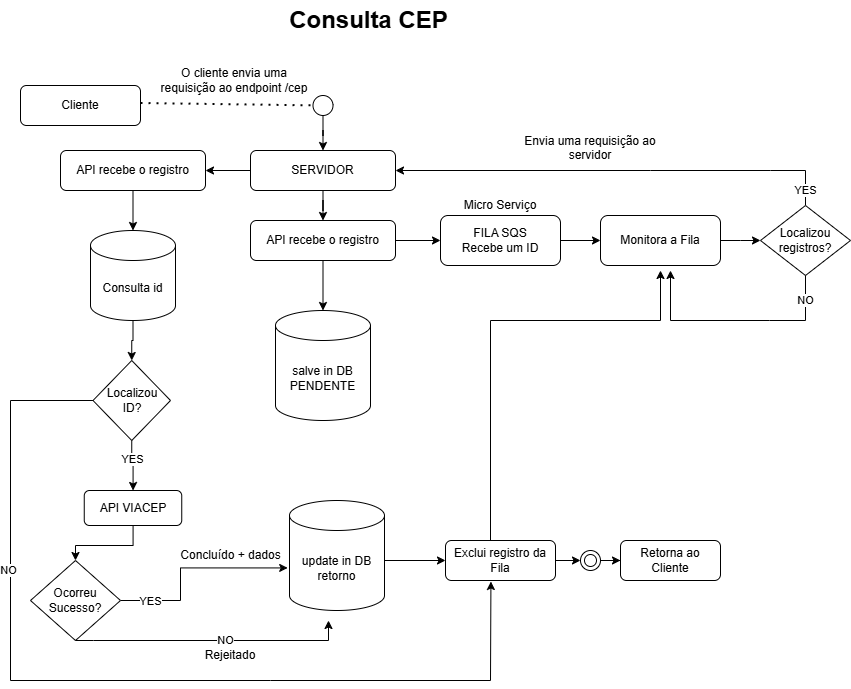 Consulta CEP
O cliente envia uma
requisição ao endpoint /cep
Cliente
Envia uma requisição ao
servidor
API recebe o registro
SERVIDOR
YES
Micro Serviço
API recebe o registro
FILA SQS
Recebe um ID
Monitora a Fila
Localizou
registros?
Consulta id
NO
salve in DB
PENDENTE
Localizou
ID?
YES
API VIACEP
Concluído + dados
update in DB
retorno
Exclui registro da
Fila
Retorna ao
Cliente
NO
Ocorreu
Sucesso?
YES
NO
Rejeitado